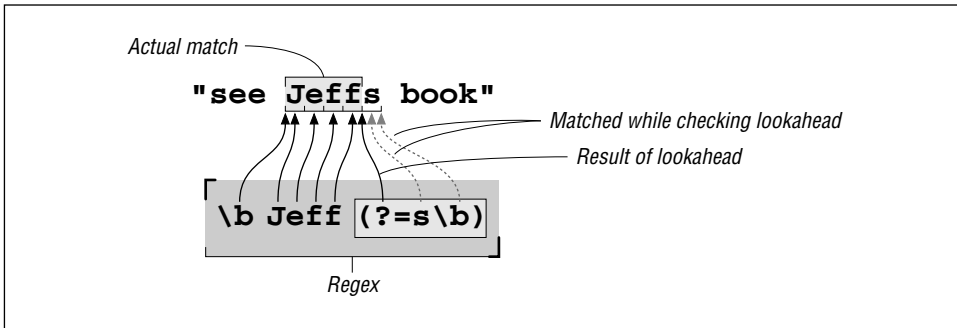 Actual match
"see Jeffs book"
Matched while checking lookahead
Result of lookahead
\b Jeff (?=s\b)
Regex